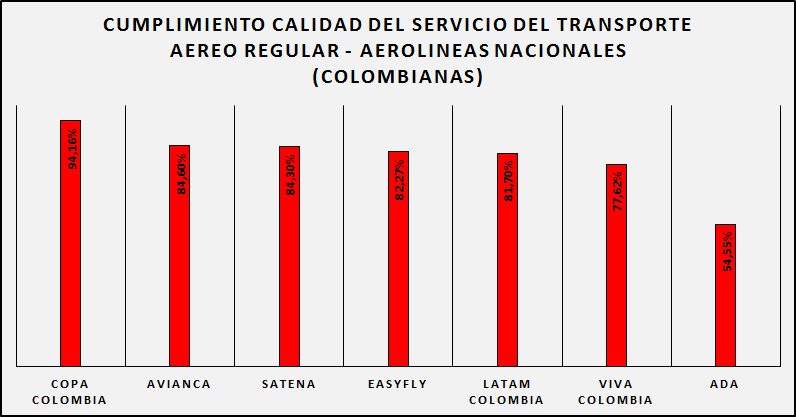 CUMPLIMIENTO CALIDAD DEL SERVICIO DEL TRANSPORTE
AEREO REGULAR - AEROLINEAS NACIONALES
(COLOMBIANAS)
94,16%
84,60%
84,30%
82,27%
81,70%
77,62%
54,55%
COPA
COLOMBIA
AVIANCA
SATENA
EASYFLY
LATAM
COLOMBIA
VIVA
COLOMBIA
ADA